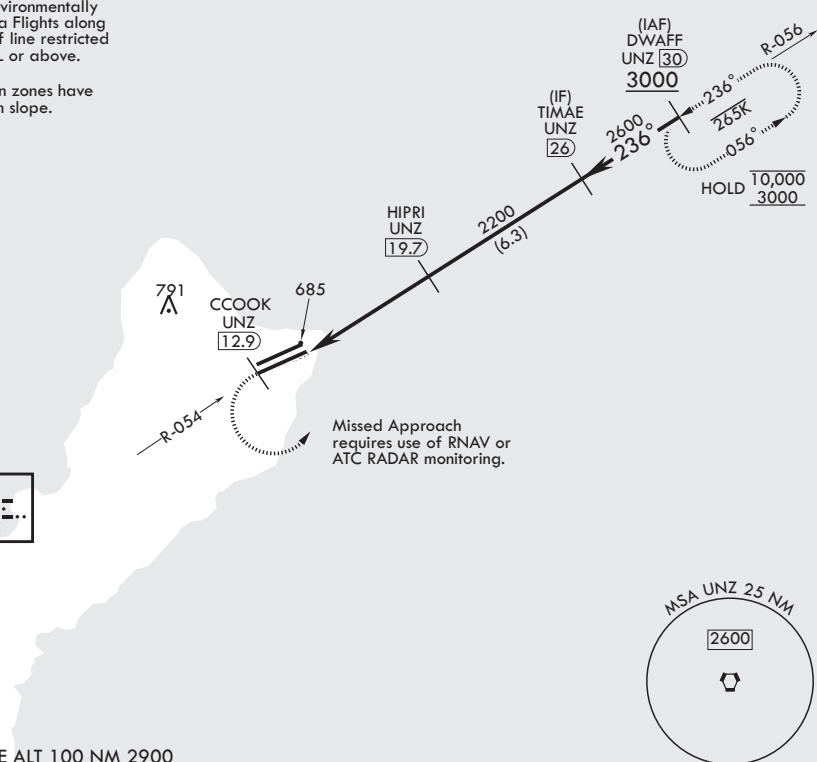 a Flights along
f line restricted
L or above.
n zones have
n slope.
(IAF)
DWAFF
UNZ 30
3000
R-056
236°
265K
056°
HOLD 10,000
3000
(IF)
TIMAE
UNZ
26
2600
236°
HIPRI
UNZ
19.7
2200
(6.3)
791
685
CCOOK
UNZ
12.9
R-054
Missed Approach
requires use of RNAV or
ATC RADAR monitoring.
MSA UNZ 25 NM
2600
E ALT 100 NM 2900